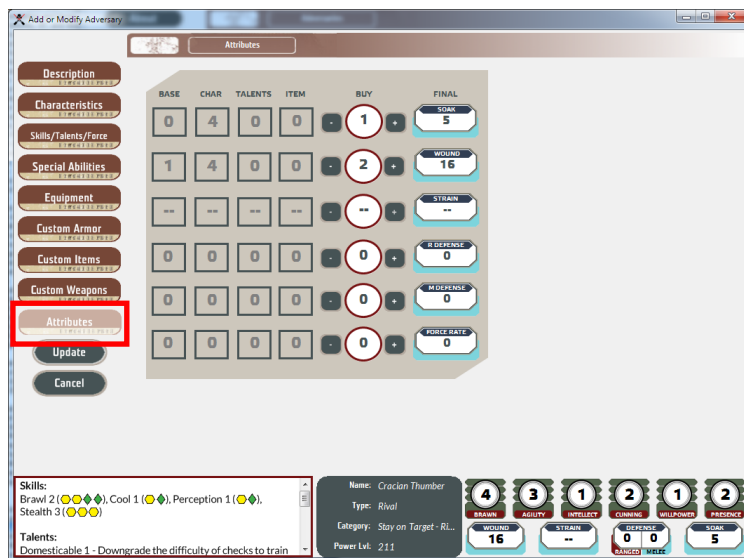 Add or Modify Adversary
Attributes
Description
Characteristics
Skills/Talents/Force
Special Abilities
Equipment
Custom Armor
Custom Items
Custom Weapons
Attributes
Update
Cancel
BASE CHAR TALENTS ITEM BUY FINAL
0 4 0 0 - 1 + SOAK 5
1 4 0 0 - 2 + WOUND 16
-- -- -- -- - -- + STRAIN --
0 0 0 0 - 0 + R DEFENSE 0
0 0 0 0 - 0 + M DEFENSE 0
0 0 0 0 - 0 + FORCE RATE 0
Skills:
Brawl 2 ( ), Cool 1 ( ), Perception 1 ( ),
Stealth 3 ( )
Talents:
Domesticable 1 - Downgrade the difficulty of checks to train
Name: Cracian Thumber
Type: Rival
Category: Stay on Target - Ri...
Power Lvl: 211
4 3 1 2 1 2
BRAWN AGILITY INTELLECT CUNNING WILLPOWER PRESENCE
WOUND STRAIN DEFENSE SOAK
16 -- 0 0 5
RANGED MELEE